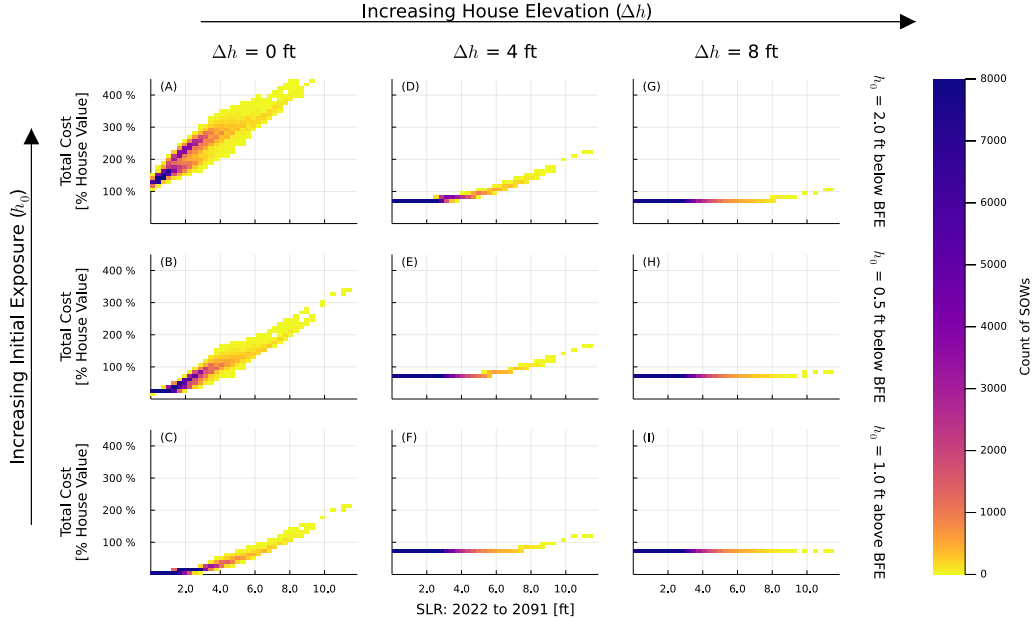 Increasing House Elevation (Δh)
Δh = 0 ft
Δh = 4 ft
Δh = 8 ft
Increasing Initial Exposure (h₀)
Total Cost
[% House Value]
400 %
300 %
200 %
100 %
(A)
(D)
(G)
h₀ = 2.0 ft below BFE
Total Cost
[% House Value]
400 %
300 %
200 %
100 %
(B)
(E)
(H)
h₀ = 0.5 ft below BFE
Total Cost
[% House Value]
400 %
300 %
200 %
100 %
(C)
(F)
(I)
h₀ = 1.0 ft above BFE
2.0 4.0 6.0 8.0 10.0
2.0 4.0 6.0 8.0 10.0
2.0 4.0 6.0 8.0 10.0
SLR: 2022 to 2091 [ft]
8000
7000
6000
5000
4000
3000
2000
1000
0
Count of SOWs